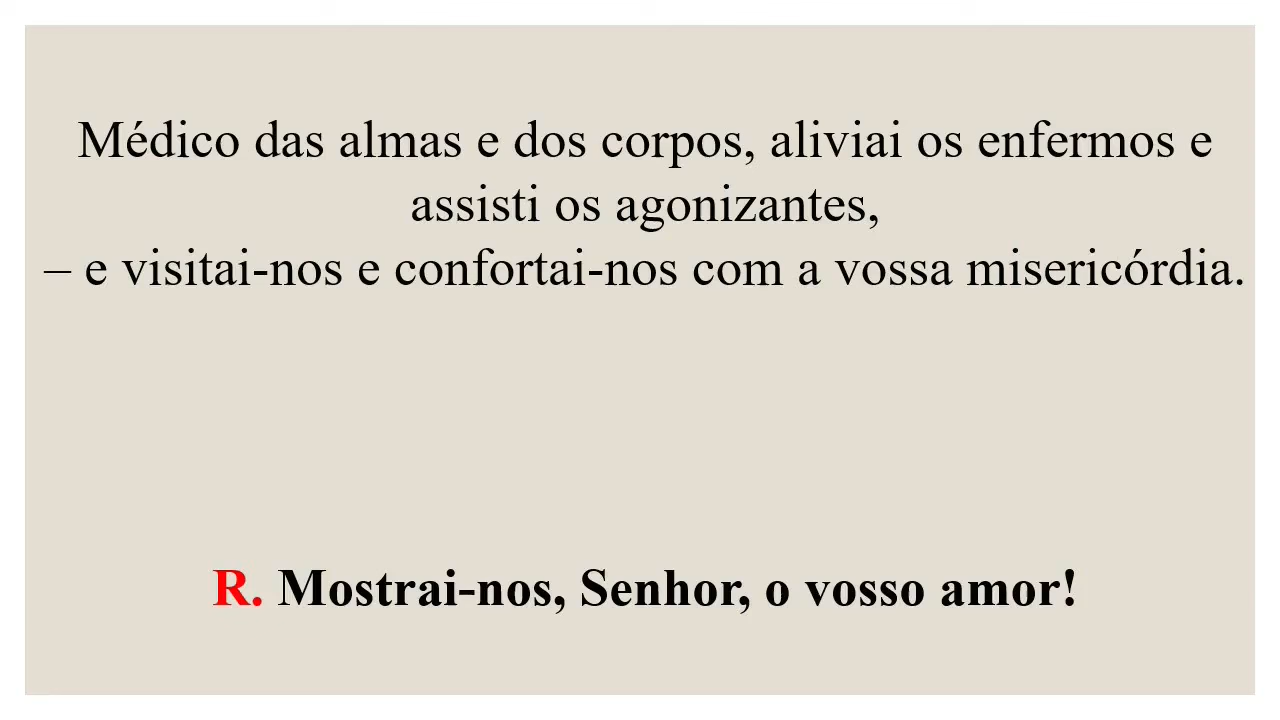 Médico das almas e dos corpos, aliviai os enfermos e
assisti os agonizantes,
– e visitai-nos e confortai-nos com a vossa misericórdia.
R. Mostrai-nos, Senhor, o vosso amor!